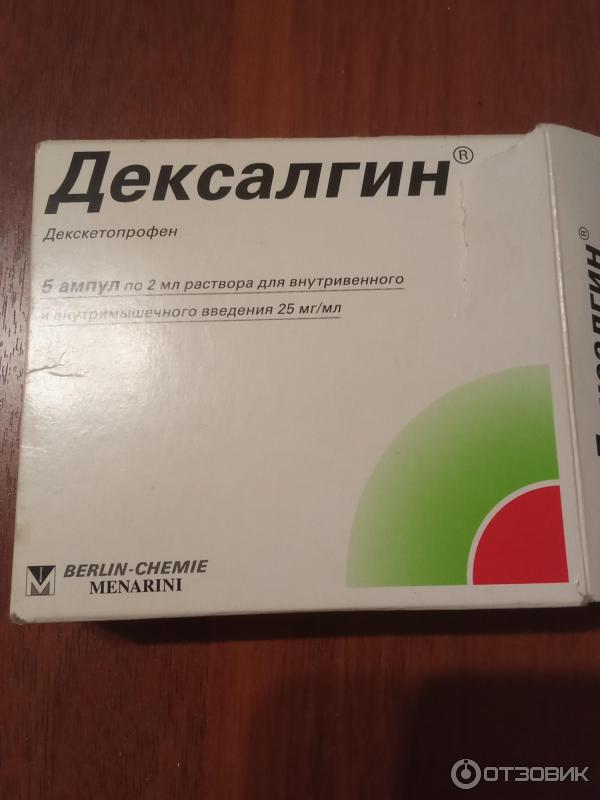 Дексалгин®
Декскетопрофен
5 ампул по 2 мл раствора для внутривенного
и внутримышечного введения 25 мг/мл
BERLIN-CHEMIE
MENARINI
ОТЗОВИК